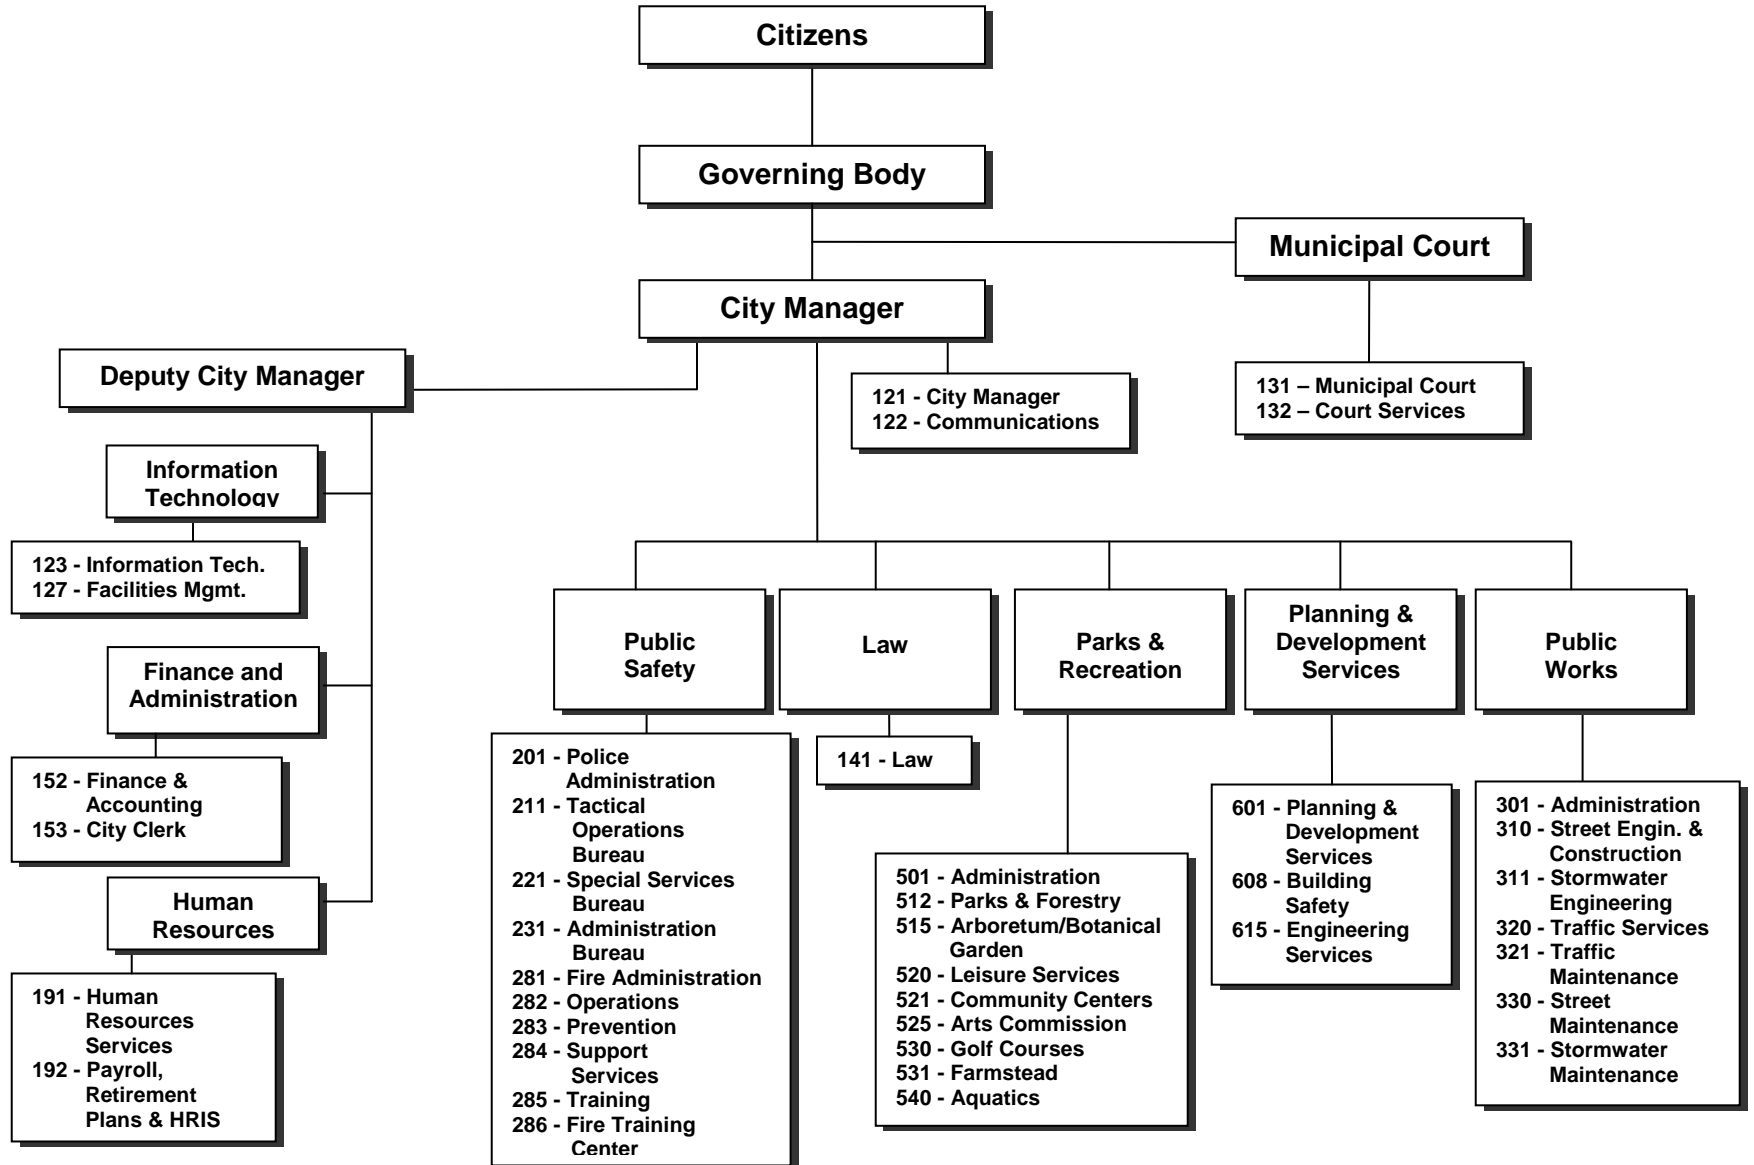 Citizens
Governing Body
Municipal Court
City Manager
Deputy City Manager
121 - City Manager
122 - Communications
131 – Municipal Court
132 – Court Services
Information
Technology
123 - Information Tech.
127 - Facilities Mgmt.
Finance and
Administration
152 - Finance &
Accounting
153 - City Clerk
Human
Resources
191 - Human
Resources
Services
192 - Payroll,
Retirement
Plans & HRIS
Public
Safety
201 - Police
Administration
211 - Tactical
Operations
Bureau
221 - Special Services
Bureau
231 - Administration
Bureau
281 - Fire Administration
282 - Operations
283 - Prevention
284 - Support
Services
285 - Training
286 - Fire Training
Center
Law
141 - Law
Parks &
Recreation
501 - Administration
512 - Parks & Forestry
515 - Arboretum/Botanical
Garden
520 - Leisure Services
521 - Community Centers
525 - Arts Commission
530 - Golf Courses
531 - Farmstead
540 - Aquatics
Planning &
Development
Services
601 - Planning &
Development
Services
608 - Building
Safety
615 - Engineering
Services
Public
Works
301 - Administration
310 - Street Engin. &
Construction
311 - Stormwater
Engineering
320 - Traffic Services
321 - Traffic
Maintenance
330 - Street
Maintenance
331 - Stormwater
Maintenance